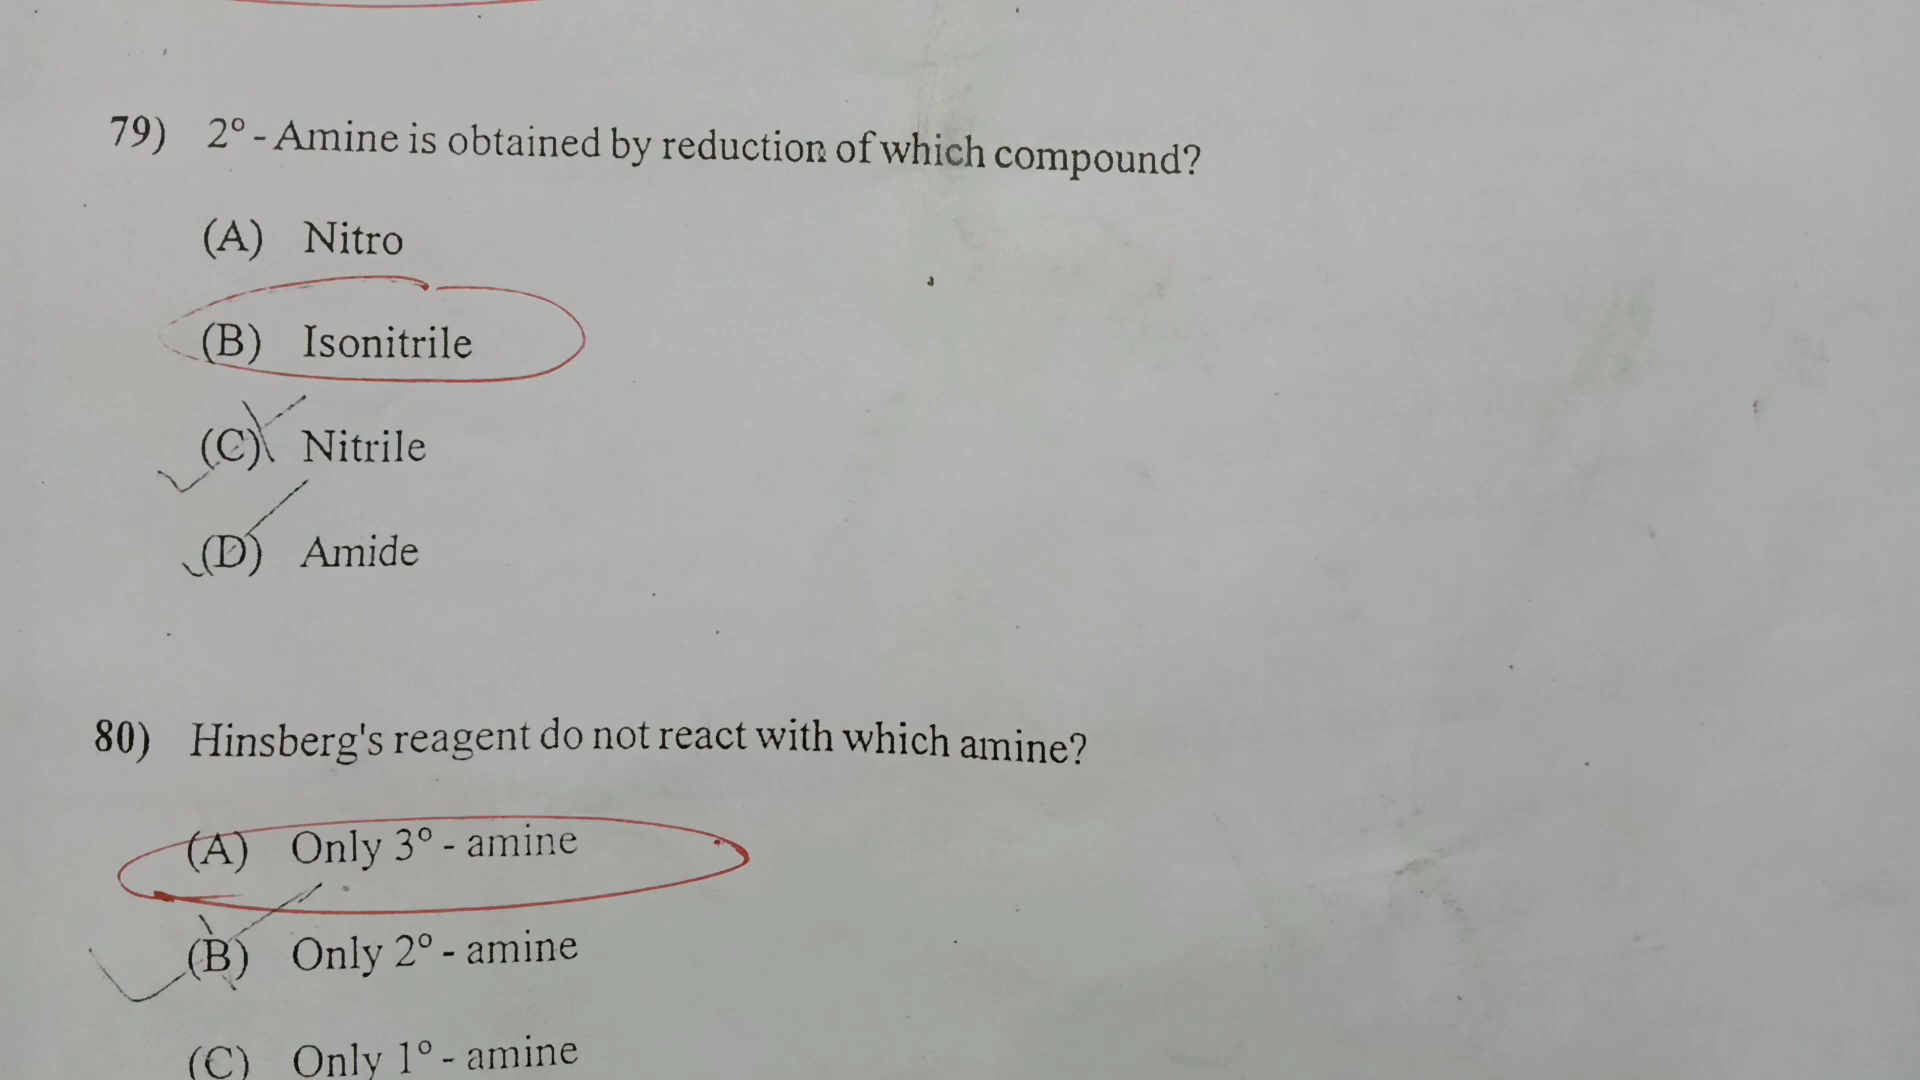 79) 2° - Amine is obtained by reduction of which compound?
(A) Nitro
(B) Isonitrile
(C) Nitrile
(D) Amide
80) Hinsberg's reagent do not react with which amine?
(A) Only 3° - amine
(B) Only 2° - amine
(C) Only 1° - amine